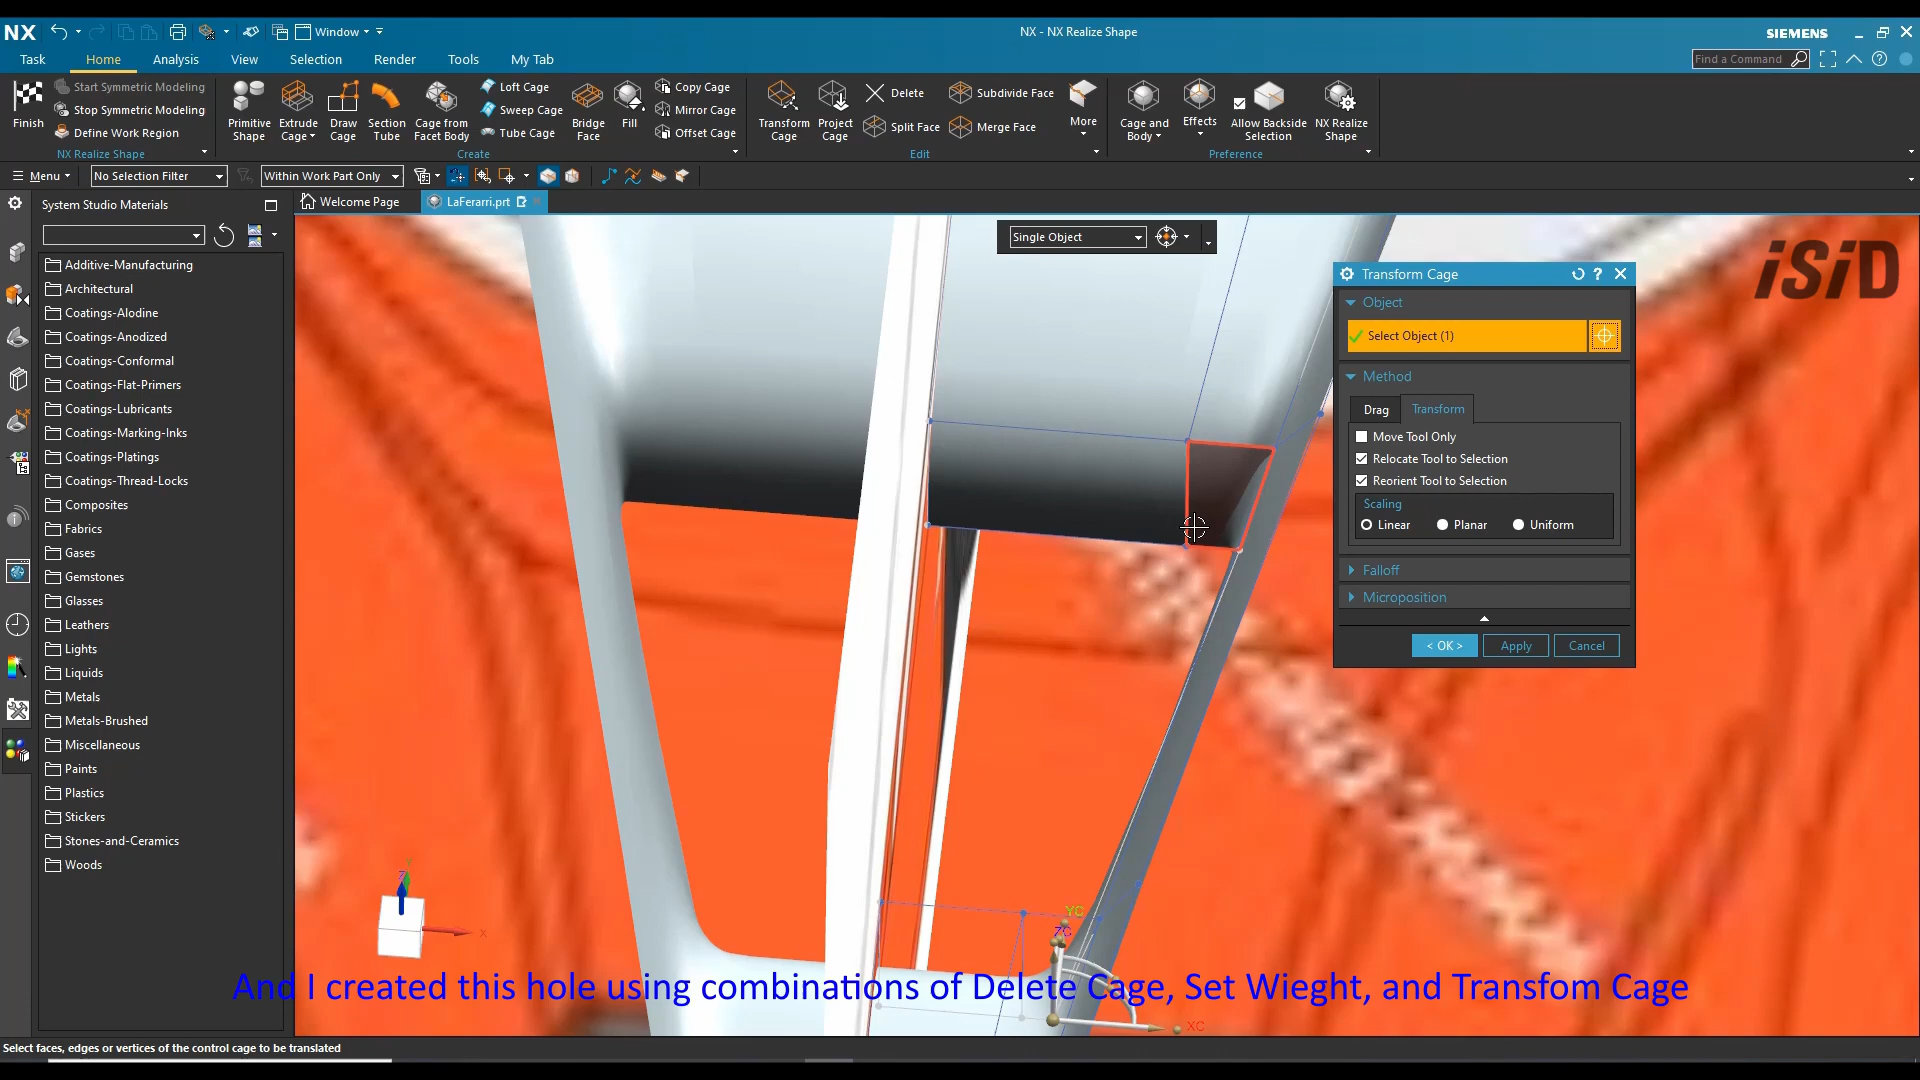 NX
Window
NX - NX Realize Shape
SIEMENS
Task
Home
Analysis
View
Selection
Render
Tools
My Tab
Find a Command
Finish
Start Symmetric Modeling
Stop Symmetric Modeling
Define Work Region
NX Realize Shape
Primitive Shape
Extrude Cage
Draw Cage
Section Tube
Cage from Facet Body
Loft Cage
Sweep Cage
Tube Cage
Bridge Face
Fill
Copy Cage
Mirror Cage
Offset Cage
Create
Transform Cage
Project Cage
Delete
Split Face
Subdivide Face
Merge Face
More
Edit
Cage and Body
Effects
Allow Backside Selection
NX Realize Shape
Preference
Menu
No Selection Filter
Within Work Part Only
System Studio Materials
Welcome Page
LaFerarri.prt
Additive-Manufacturing
Architectural
Coatings-Alodine
Coatings-Anodized
Coatings-Conformal
Coatings-Flat-Primers
Coatings-Lubricants
Coatings-Marking-Inks
Coatings-Platings
Coatings-Thread-Locks
Composites
Fabrics
Gases
Gemstones
Glasses
Leathers
Lights
Liquids
Metals
Metals-Brushed
Miscellaneous
Paints
Plastics
Stickers
Stones-and-Ceramics
Woods
Single Object
iSiD
Transform Cage
Object
Select Object (1)
Method
Drag
Transform
Move Tool Only
Relocate Tool to Selection
Reorient Tool to Selection
Scaling
Linear
Planar
Uniform
Falloff
Microposition
< OK >
Apply
Cancel
Y
Z
X
YC
ZC
XC
And I created this hole using combinations of Delete Cage, Set Wieght, and Transfom Cage
Select faces, edges or vertices of the control cage to be translated